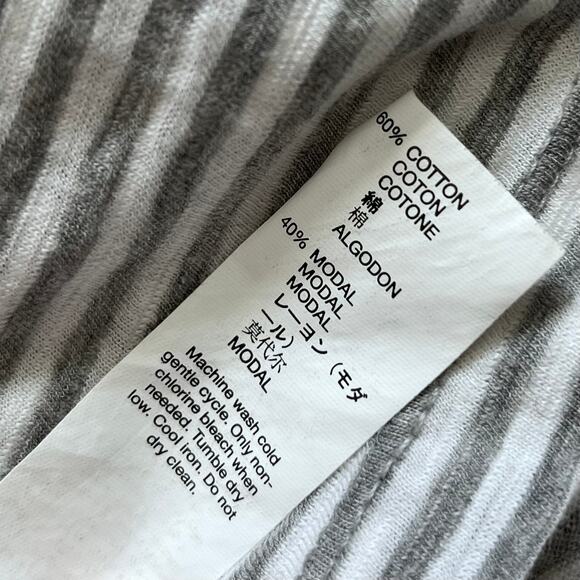 60% COTTON
COTON
COTONE
綿
棉
ALGODON
40% MODAL
MODAL
MODAL
レーヨン（モダ
ール）
莫代尔
MODAL
Machine wash cold
gentle cycle. Only non-
chlorine bleach when
needed. Tumble dry
low. Cool iron. Do not
dry clean.